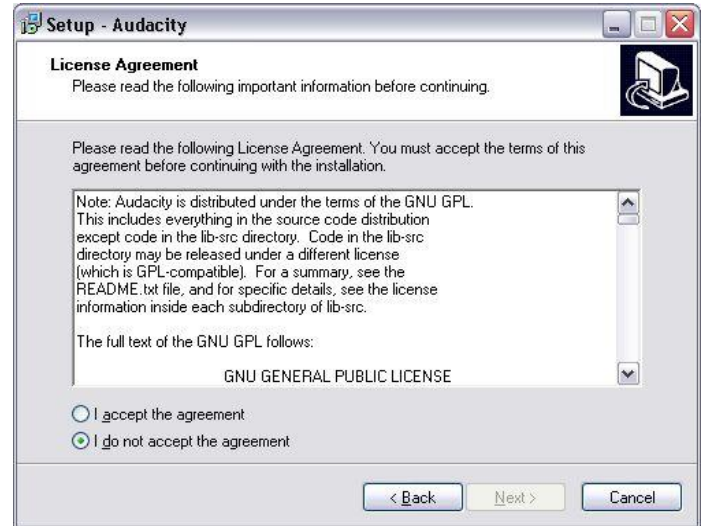 Setup - Audacity
License Agreement
Please read the following important information before continuing.
Please read the following License Agreement. You must accept the terms of this
agreement before continuing with the installation.
Note: Audacity is distributed under the terms of the GNU GPL.
This includes everything in the source code distribution
except code in the lib-src directory. Code in the lib-src
directory may be released under a different license
(which is GPL-compatible). For a summary, see the
README.txt file, and for specific details, see the license
information inside each subdirectory of lib-src.
The full text of the GNU GPL follows:
GNU GENERAL PUBLIC LICENSE
I accept the agreement
I do not accept the agreement
< Back Next > Cancel